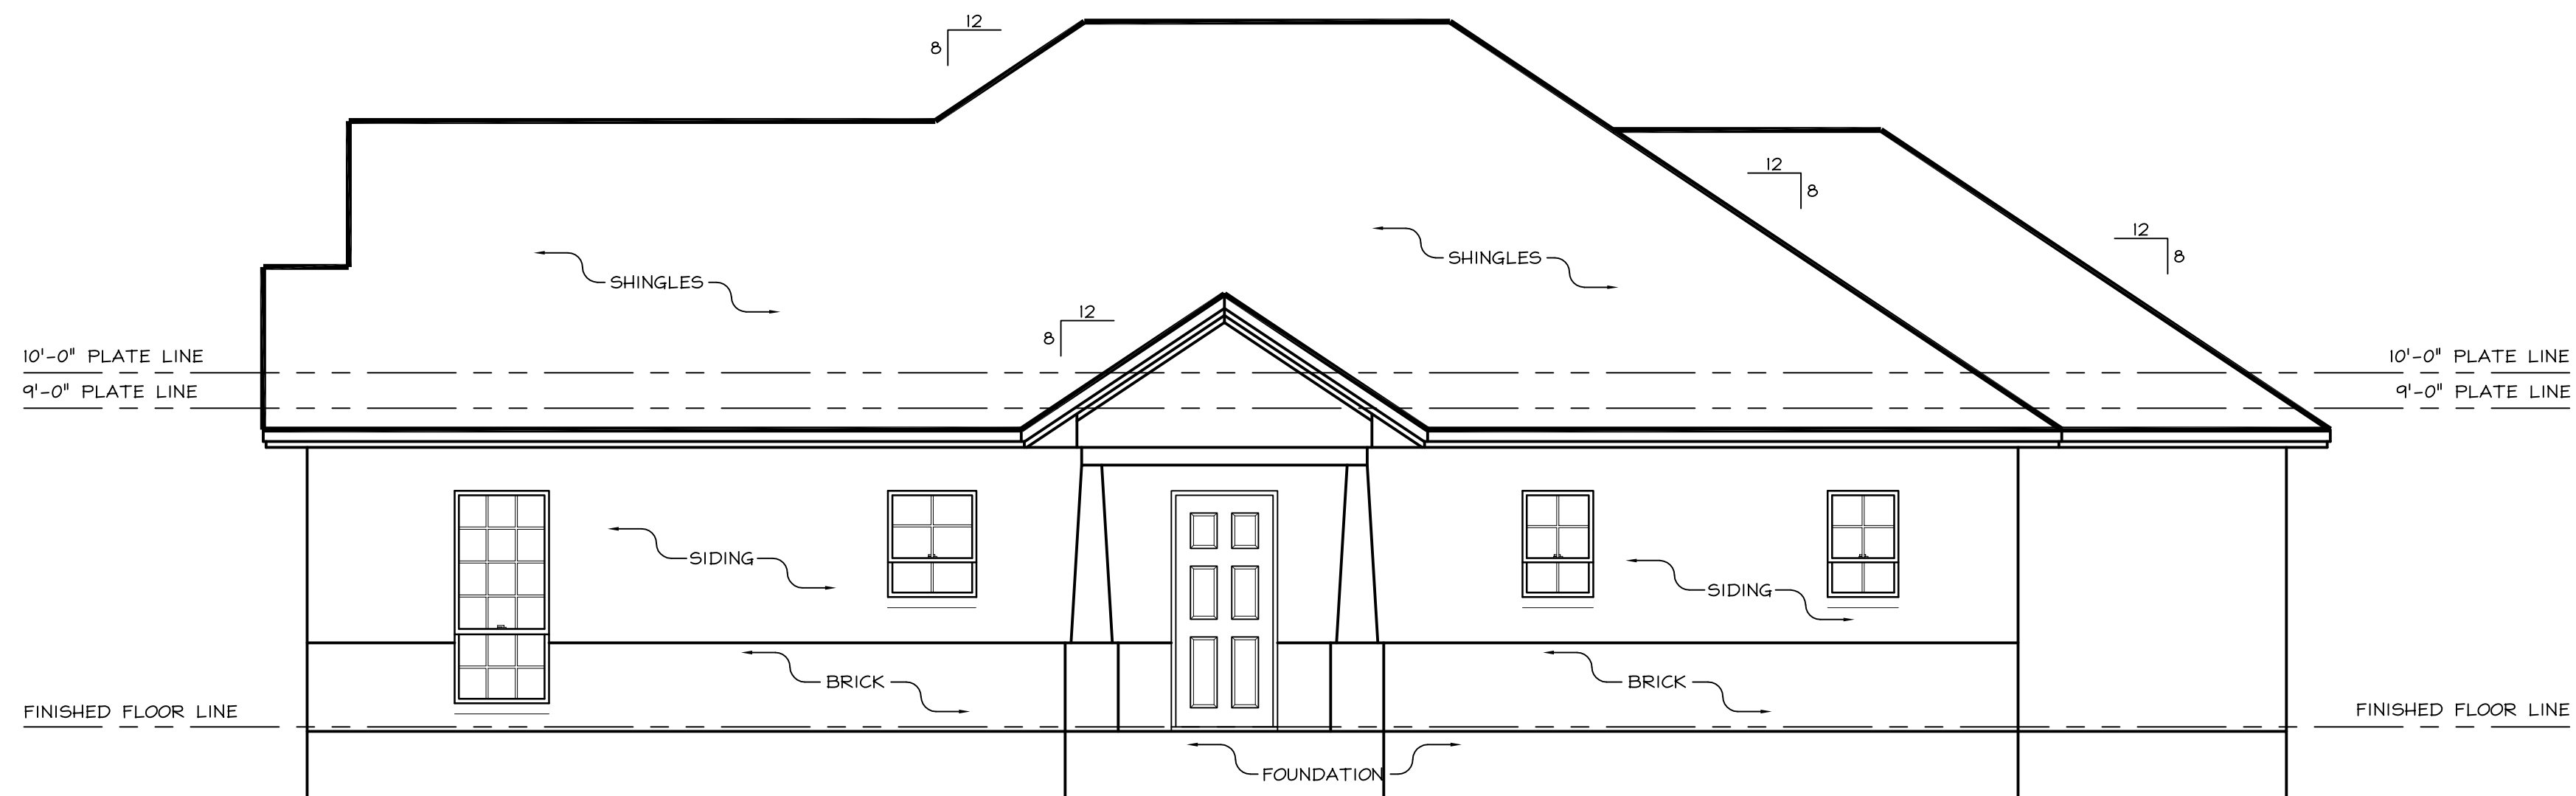 12
8
12
8
12
8
SHINGLES
SHINGLES
12
8
10'-0" PLATE LINE
10'-0" PLATE LINE
9'-0" PLATE LINE
9'-0" PLATE LINE
SIDING
SIDING
BRICK
BRICK
FINISHED FLOOR LINE
FINISHED FLOOR LINE
FOUNDATION